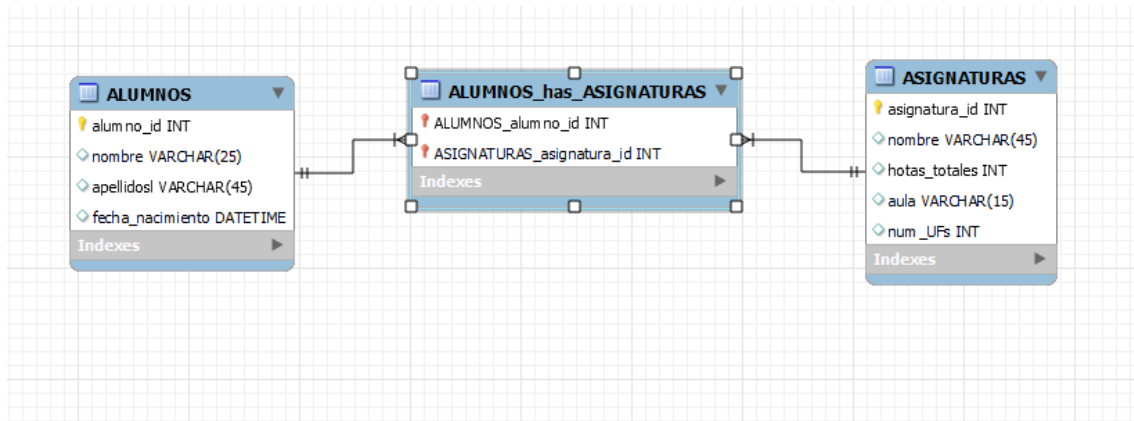 ALUMNOS
alumno_id INT
nombre VARCHAR(25)
apellidosl VARCHAR(45)
fecha_nacimiento DATETIME
Indexes
ALUMNOS_has_ASIGNATURAS
ALUMNOS_alumno_id INT
ASIGNATURAS_asignatura_id INT
Indexes
ASIGNATURAS
asignatura_id INT
nombre VARCHAR(45)
hotas_totales INT
aula VARCHAR(15)
num_UFs INT
Indexes